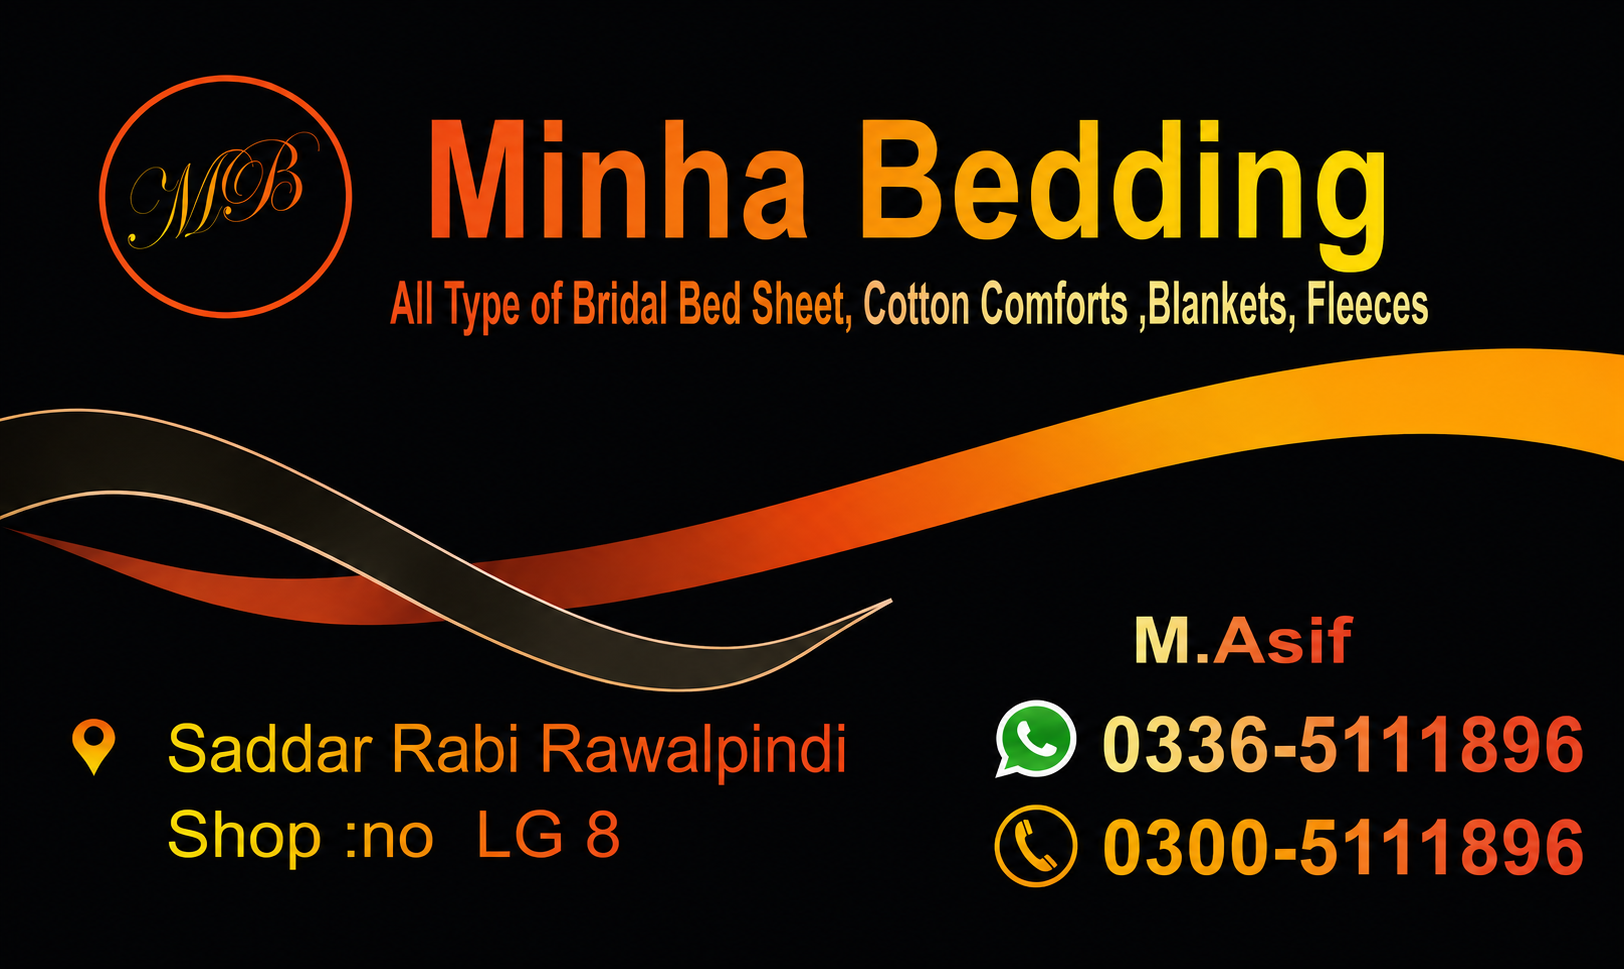 MB
Minha Bedding
All Type of Bridal Bed Sheet, Cotton Comforts ,Blankets, Fleeces
M.Asif
Saddar Rabi Rawalpindi
Shop :no LG 8
0336-5111896
0300-5111896